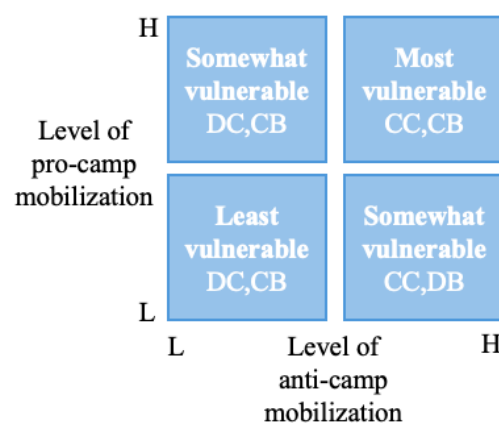 H
Somewhat
vulnerable
DC,CB
Most
vulnerable
CC,CB
Level of
pro-camp
mobilization
Least
vulnerable
DC,CB
Somewhat
vulnerable
CC,DB
L
L
Level of
anti-camp
mobilization
H